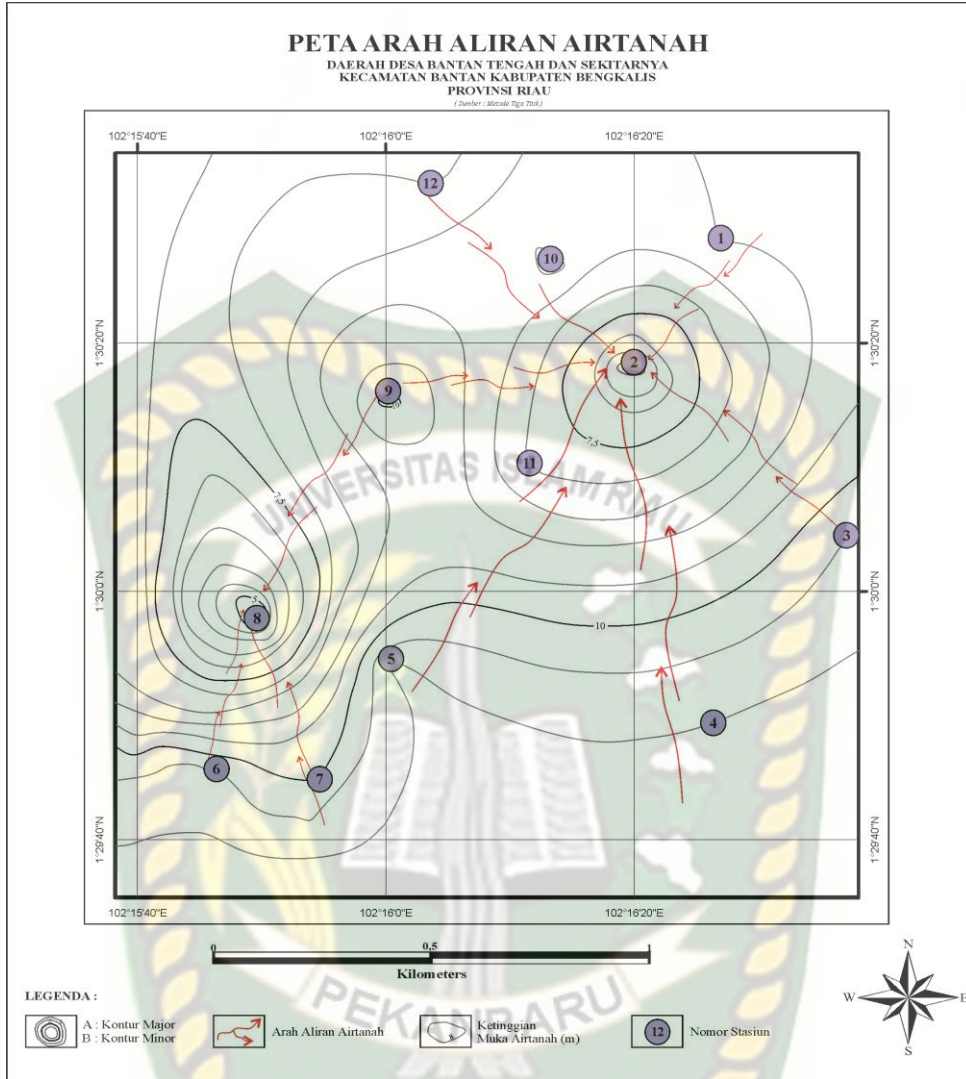 PETA ARAH ALIRAN AIRTANAH
DAERAH DESA BANTAN TENGAH DAN SEKITARNYA
KECAMATAN BANTAN KABUPATEN BENGKALIS
PROVINSI RIAU
( Sumber : Metode Tiga Titik )
102°15'40"E 102°16'0"E 102°16'20"E
12
1
10
1°30'20"N 1°30'20"N
2
9
10
7,5
11
UNIVERSITAS ISLAM RIAU
7,5
3
1°30'0"N 1°30'0"N
5
8
10
5
4
6
7
1°29'40"N 1°29'40"N
102°15'40"E 102°16'0"E 102°16'20"E
0 0,5 1
Kilometers
PEKANBARU
N
W E
S
LEGENDA :
A : Kontur Major
B : Kontur Minor
Arah Aliran Airtanah
Ketinggian
Muka Airtanah (m)
12
Nomor Stasiun